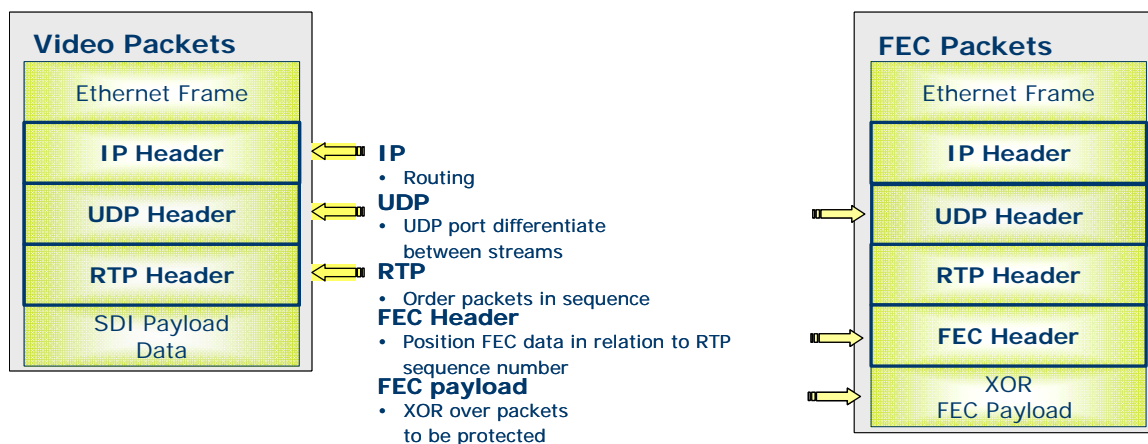 Video Packets
Ethernet Frame
IP Header
UDP Header
RTP Header
SDI Payload
Data
IP
• Routing
UDP
• UDP port differentiate
between streams
RTP
• Order packets in sequence
FEC Header
• Position FEC data in relation to RTP
sequence number
FEC payload
• XOR over packets
to be protected
FEC Packets
Ethernet Frame
IP Header
UDP Header
RTP Header
FEC Header
XOR
FEC Payload